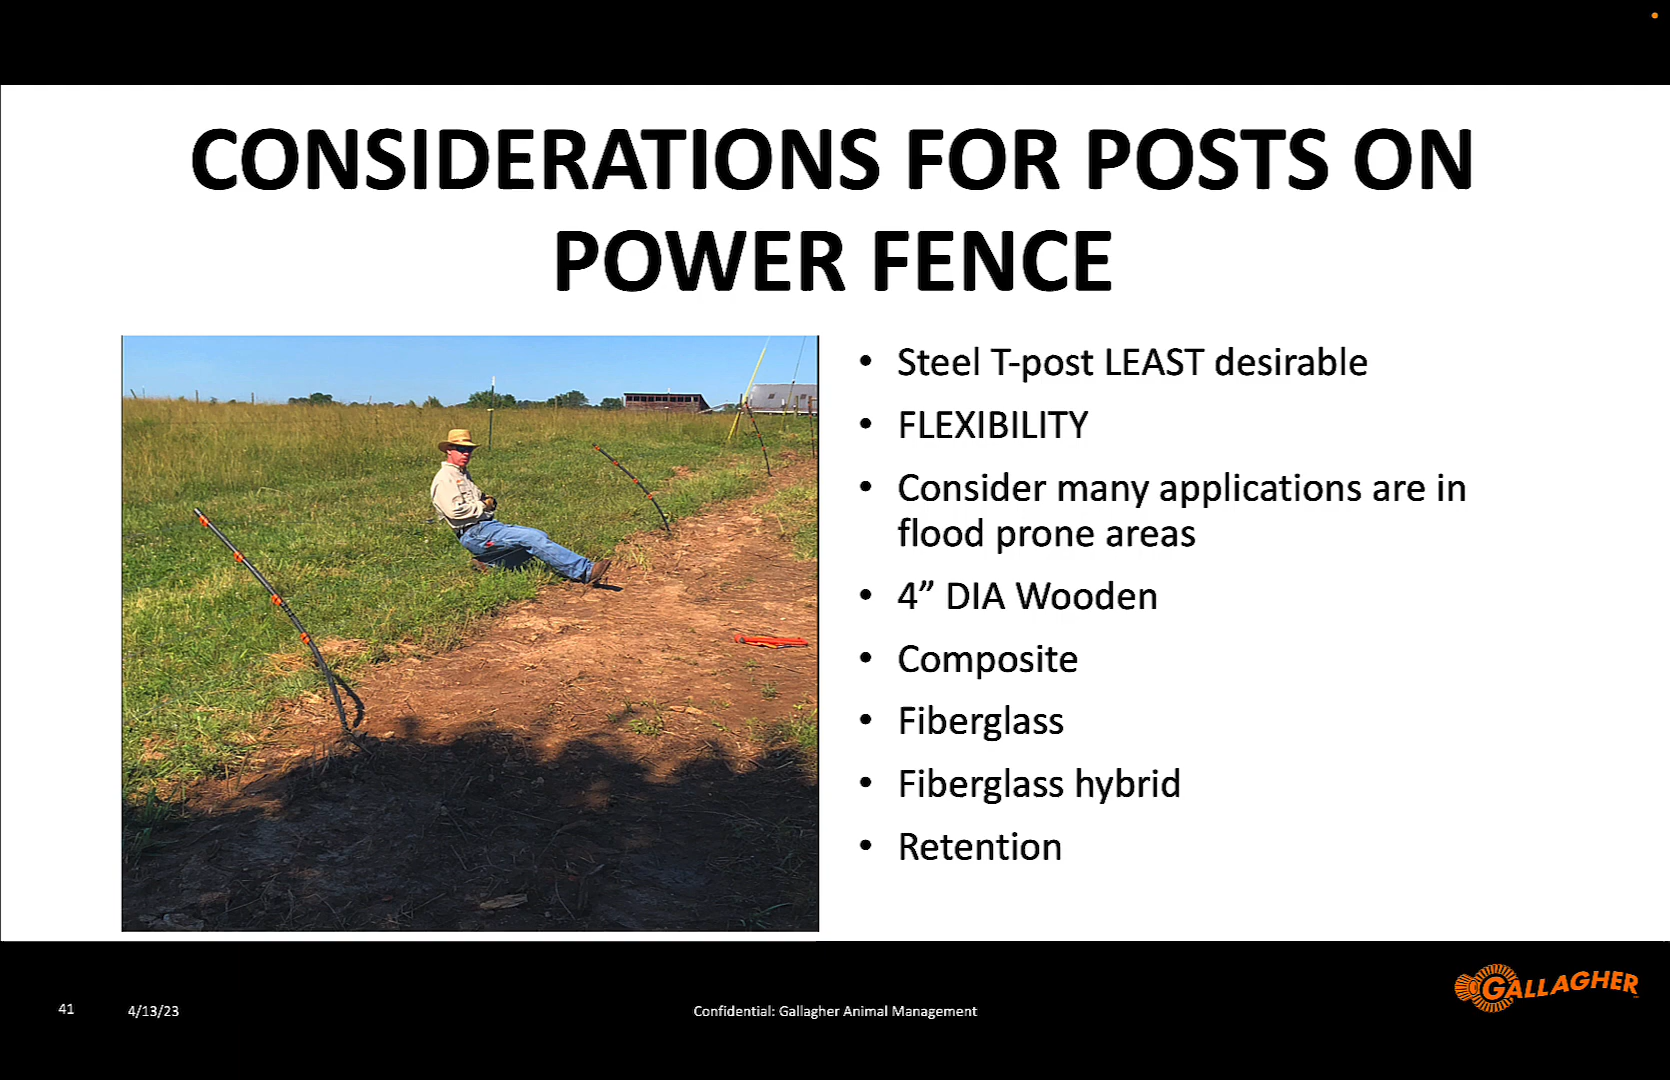 CONSIDERATIONS FOR POSTS ON
POWER FENCE
• Steel T-post LEAST desirable
• FLEXIBILITY
• Consider many applications are in
flood prone areas
• 4” DIA Wooden
• Composite
• Fiberglass
• Fiberglass hybrid
• Retention
41
4/13/23
Confidential: Gallagher Animal Management
GALLAGHER